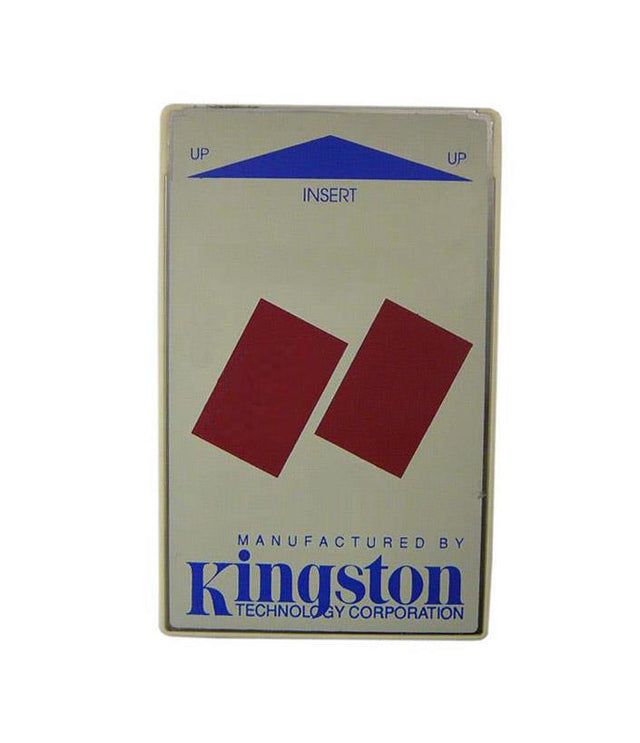 UP UP
INSERT
MANUFACTURED BY
Kingston
TECHNOLOGY CORPORATION